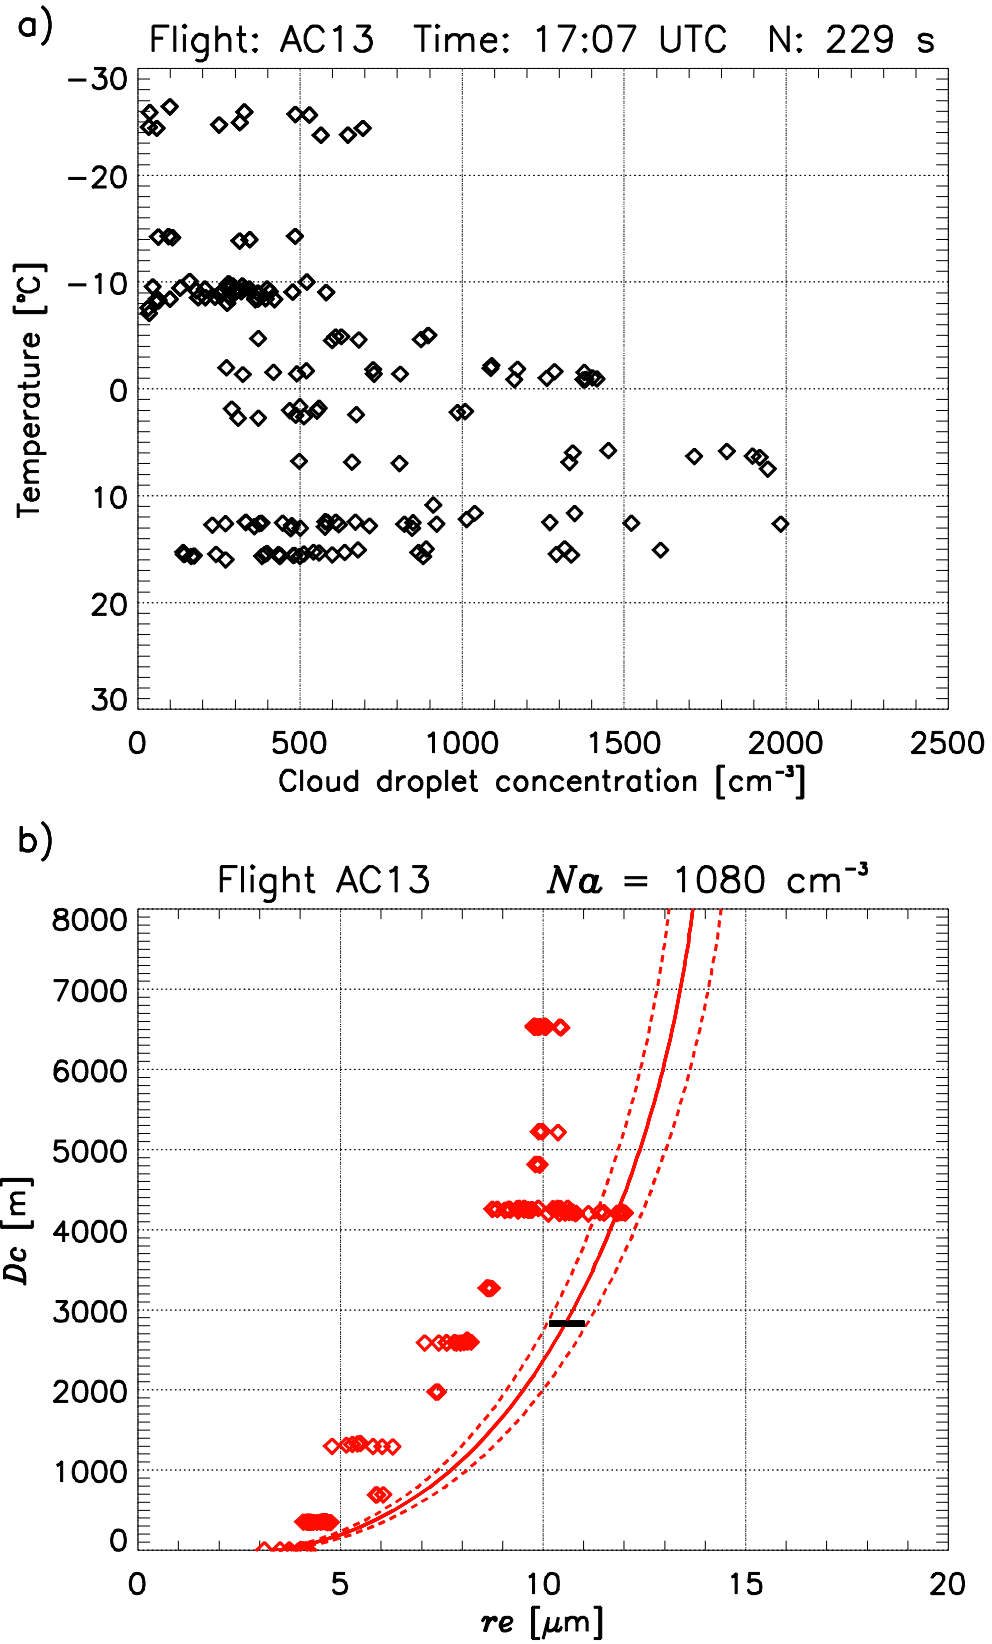 a)
Flight: AC13 Time: 17:07 UTC N: 229 s
−30
−20
−10
0
10
20
30
Temperature [°C]
0 500 1000 1500 2000 2500
Cloud droplet concentration [cm⁻³]
b)
Flight AC13 Na = 1080 cm⁻³
8000
7000
6000
5000
4000
3000
2000
1000
0
Dc [m]
0 5 10 15 20
re [μm]